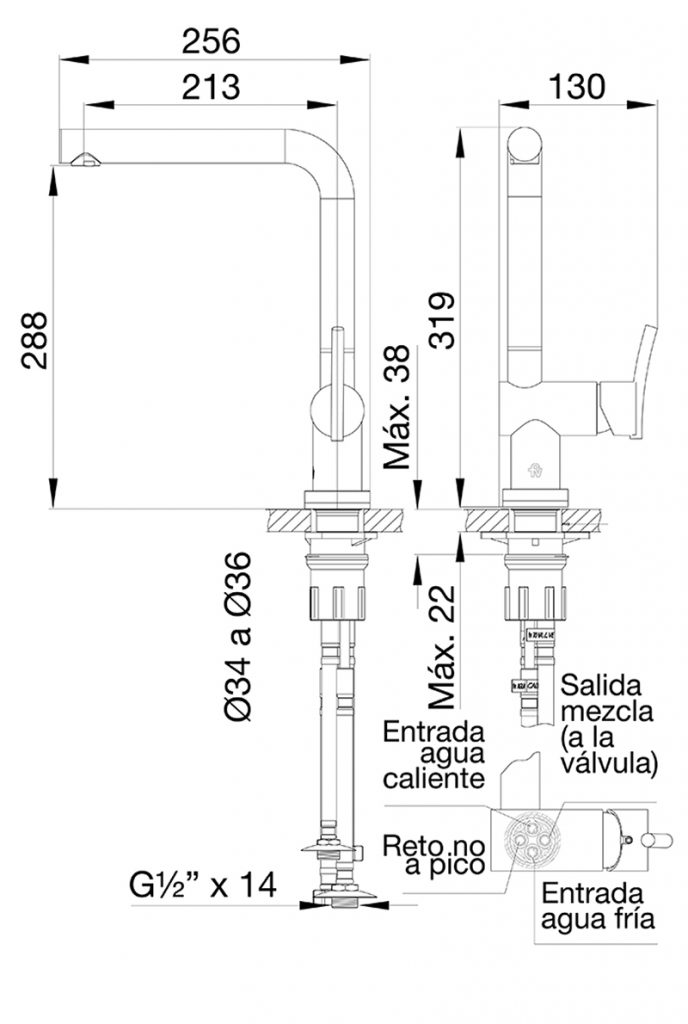 256
213
130
288
319
Máx. 38
Ø34 a Ø36
Máx. 22
Salida
mezcla
(a la
válvula)
Entrada
agua
caliente
Reto.no
a pico
G½” x 14
Entrada
agua fría